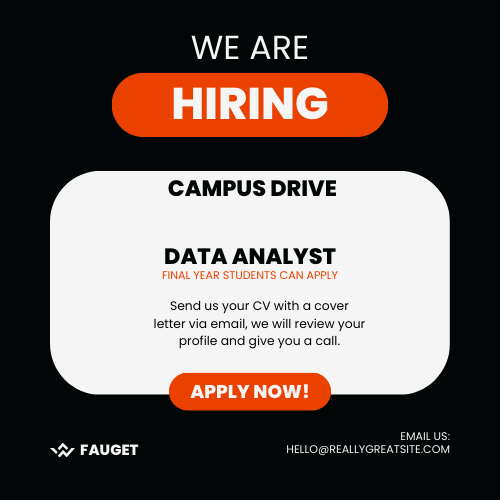 WE ARE
HIRING
CAMPUS DRIVE
DATA ANALYST
FINAL YEAR STUDENTS CAN APPLY
Send us your CV with a cover
letter via email, we will review your
profile and give you a call.
APPLY NOW!
FAUGET
EMAIL US:
HELLO@REALLYGREATSITE.COM